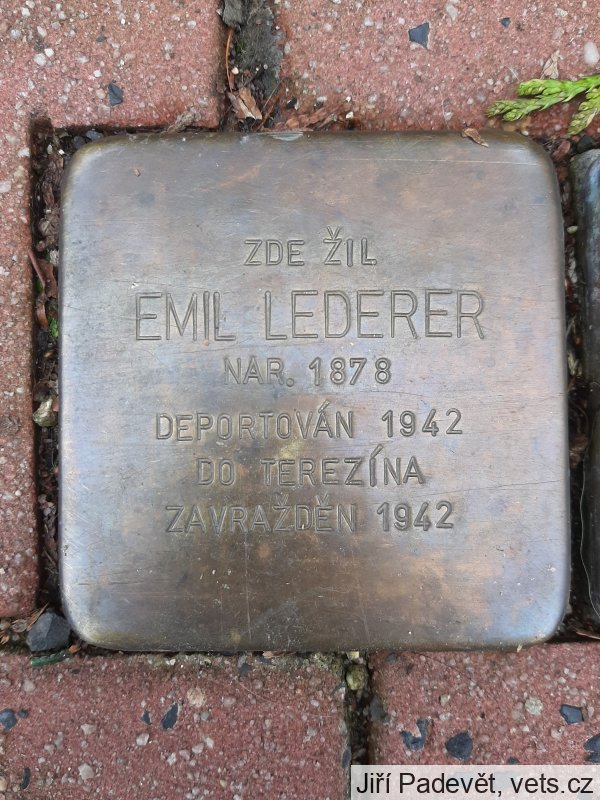 ZDE ŽIL
EMIL LEDERER
NAR. 1878
DEPORTOVÁN 1942
DO TEREZÍNA
ZAVRAŽDĚN 1942
Jiří Padevět, vets.cz